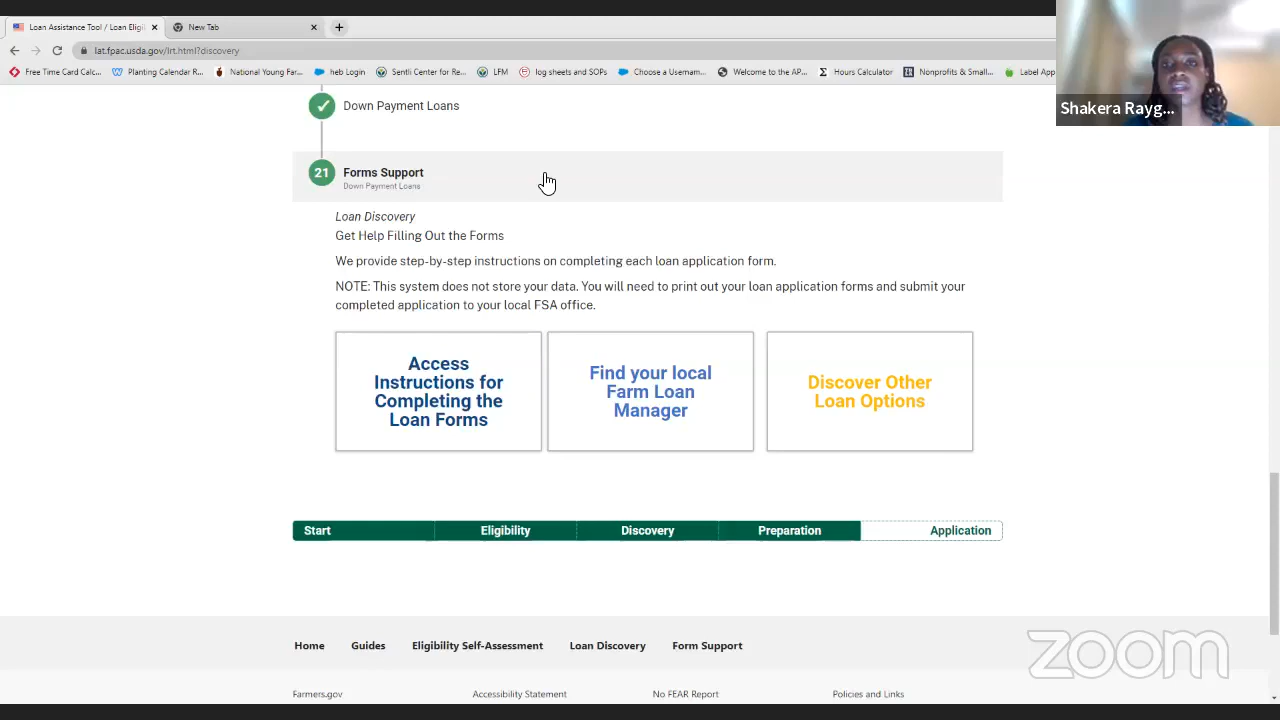 Loan Assistance Tool / Loan Eligil
New Tab
lat.fpac.usda.gov/lrt.html?discovery
Free Time Card Calc...
Planting Calendar R...
National Young Far...
heb Login
Sentli Center for Re...
LFM
log sheets and SOPs
Choose a Usernam...
Welcome to the AP...
Hours Calculator
Nonprofits & Small...
Label App
Shakera Rayg...
Down Payment Loans
21
Forms Support
Down Payment Loans
Loan Discovery
Get Help Filling Out the Forms
We provide step-by-step instructions on completing each loan application form.
NOTE: This system does not store your data. You will need to print out your loan application forms and submit your
completed application to your local FSA office.
Access
Instructions for
Completing the
Loan Forms
Find your local
Farm Loan
Manager
Discover Other
Loan Options
Start
Eligibility
Discovery
Preparation
Application
Home
Guides
Eligibility Self-Assessment
Loan Discovery
Form Support
zoom
Farmers.gov
Accessibility Statement
No FEAR Report
Policies and Links